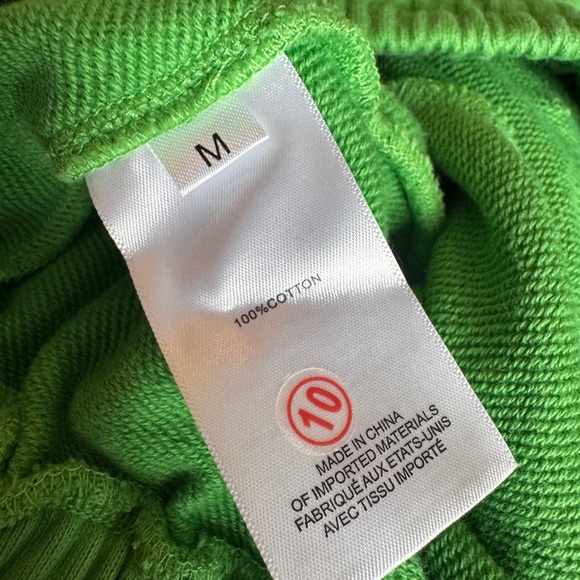 M
100%COTTON
10
MADE IN CHINA
OF IMPORTED MATERIALS
FABRIQUÉ AUX ETATS-UNIS
AVEC TISSU IMPORTÉ